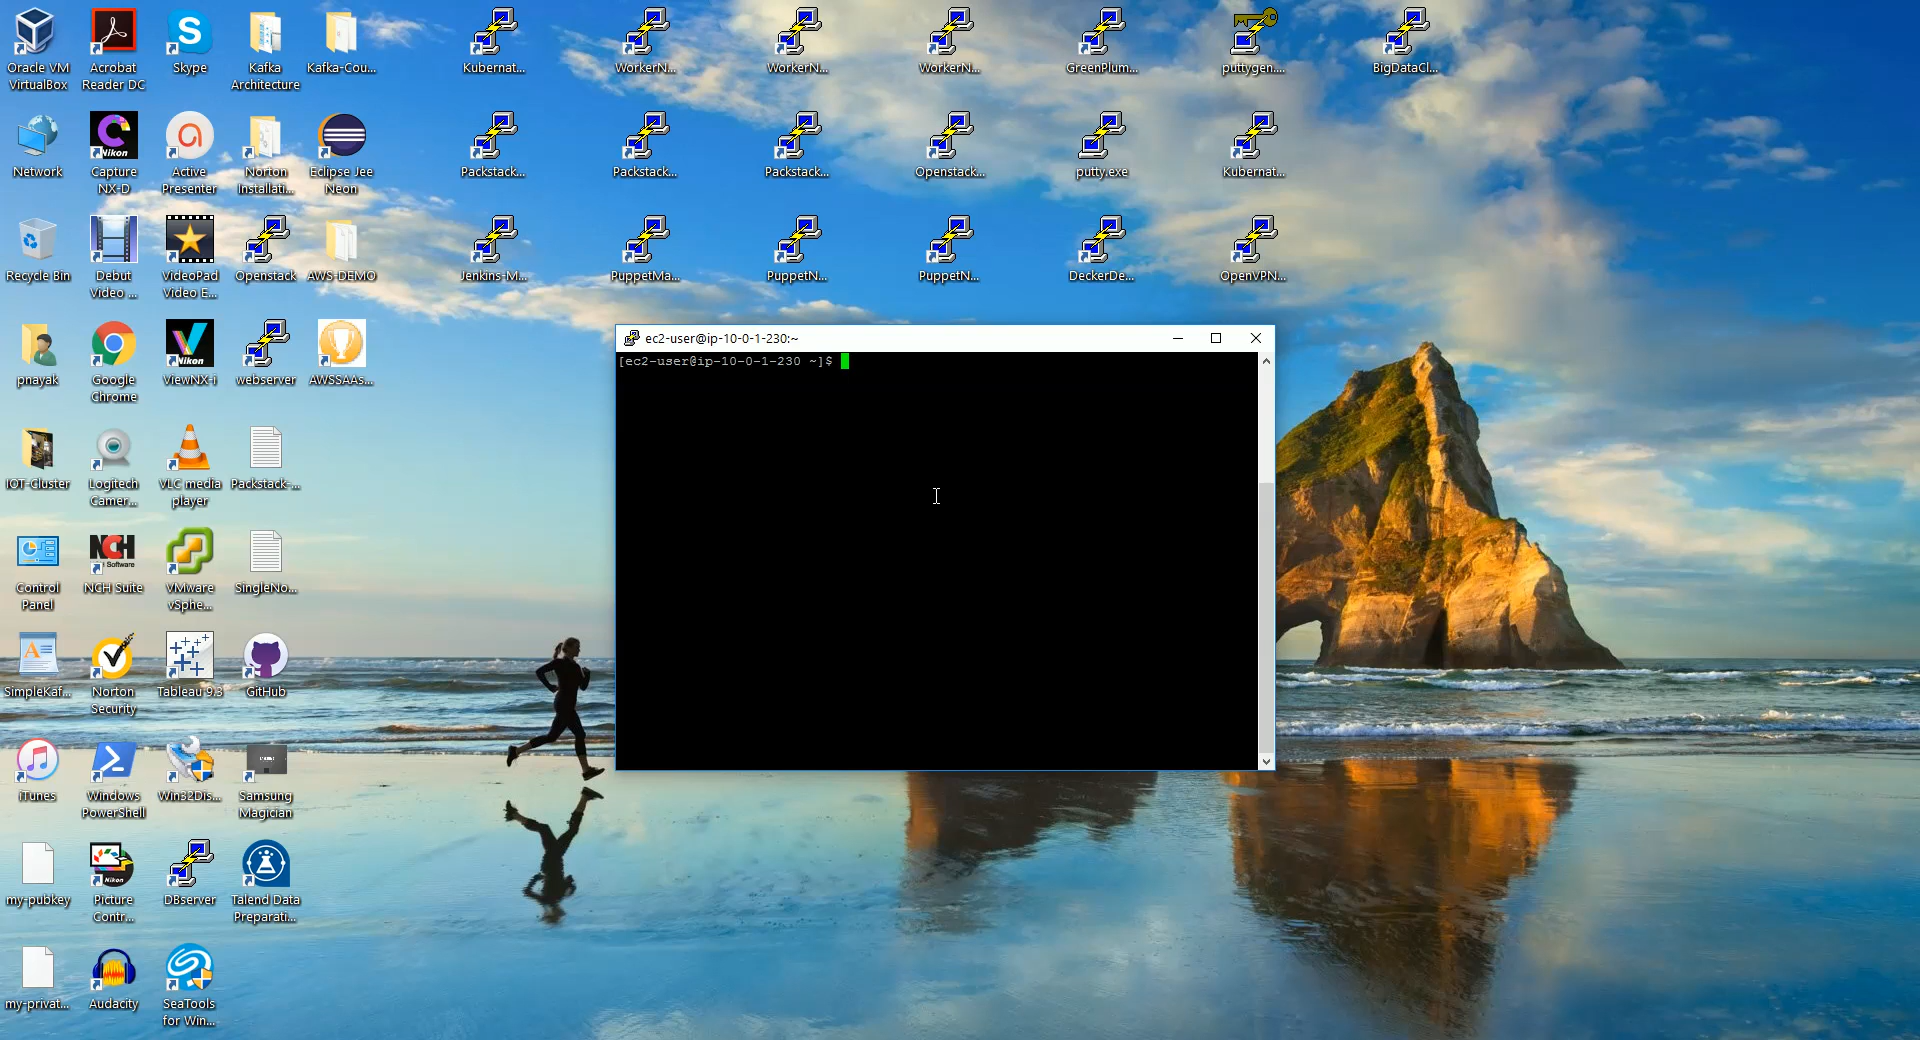 Oracle VM
VirtualBox
Acrobat
Reader DC
Skype
Kafka
Architecture
Kafka-Cou...
Kubernat...
WorkerN...
WorkerN...
WorkerN...
GreenPlum...
puttygen....
BigDataCl...
Network
Nikon
Capture
NX-D
Active
Presenter
Norton
Installati...
Eclipse Jee
Neon
Packstack...
Packstack...
Packstack...
Openstack...
putty.exe
Kubernat...
Recycle Bin
Debut
Video ...
VideoPad
Video E...
Openstack
AWS-DEMO
Jenkins-M...
PuppetMa...
PuppetN...
PuppetN...
DeckerDe...
OpenVPN...
pnayak
Google
Chrome
Nikon
ViewNX-i
webserver
AWSSAAs...
ec2-user@ip-10-0-1-230:~
[ec2-user@ip-10-0-1-230 ~]$
IOT-Cluster
Logitech
Camer...
VLC media
player
Packstack-...
Control
Panel
NCH
Software
NCH Suite
VMware
vSphe...
SingleNo...
SimpleKaf...
Norton
Security
Tableau 9.3
GitHub
iTunes
Windows
PowerShell
Win32Dis...
Samsung
Magician
my-pubkey
Nikon
Picture
Contr...
DBserver
Talend Data
Preparati...
my-privat...
Audacity
SeaTools
for Win...